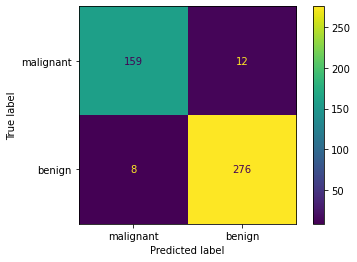 malignant 159 12
benign 8 276
malignant benign
Predicted label
True label
250
200
150
100
50